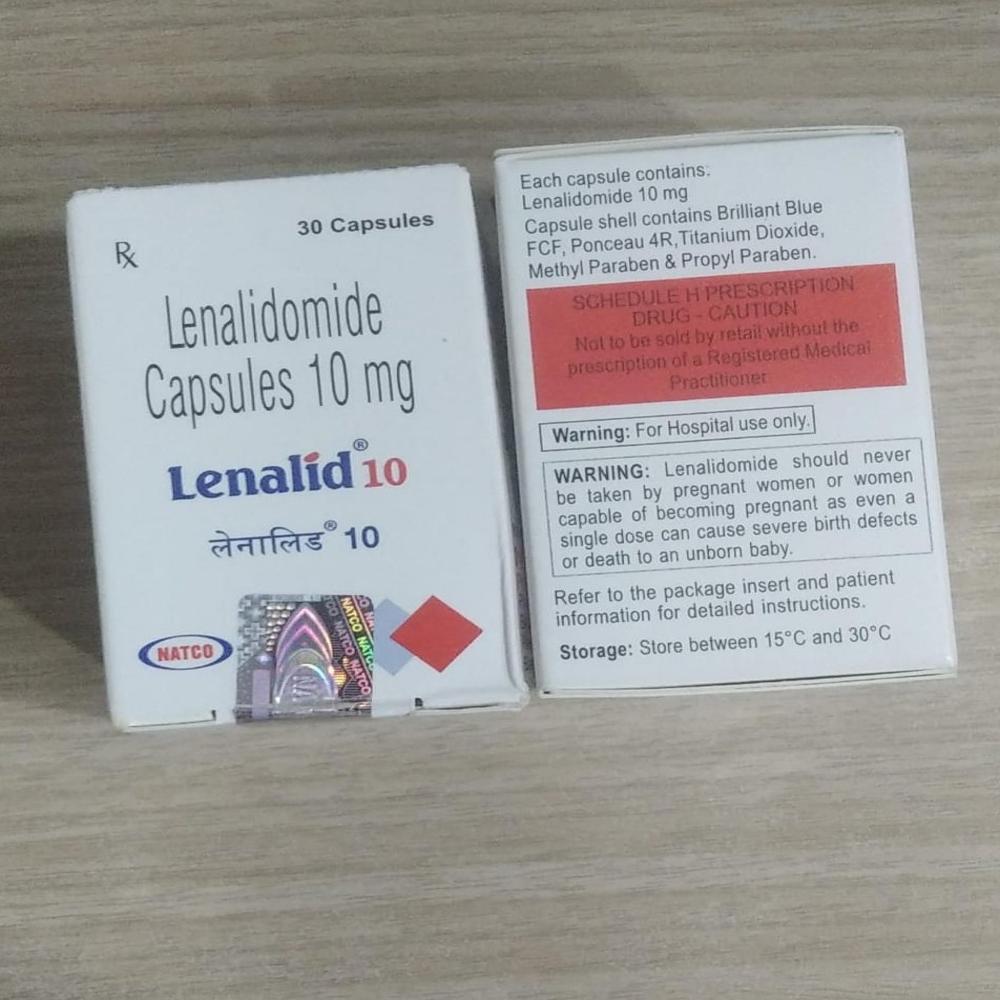 30 Capsules
Rx
Lenalidomide
Capsules 10 mg
Lenalid® 10
लेनालिड® 10
NATCO
NATCO NATCO
NATCO NATCO
Each capsule contains:
Lenalidomide 10 mg
Capsule shell contains Brilliant Blue
FCF, Ponceau 4R,Titanium Dioxide,
Methyl Paraben & Propyl Paraben.
SCHEDULE H PRESCRIPTION
DRUG - CAUTION
Not to be sold by retail without the
prescription of a Registered Medical
Practitioner
Warning: For Hospital use only.
WARNING: Lenalidomide should never
be taken by pregnant women or women
capable of becoming pregnant as even a
single dose can cause severe birth defects
or death to an unborn baby.
Refer to the package insert and patient
information for detailed instructions.
Storage: Store between 15°C and 30°C